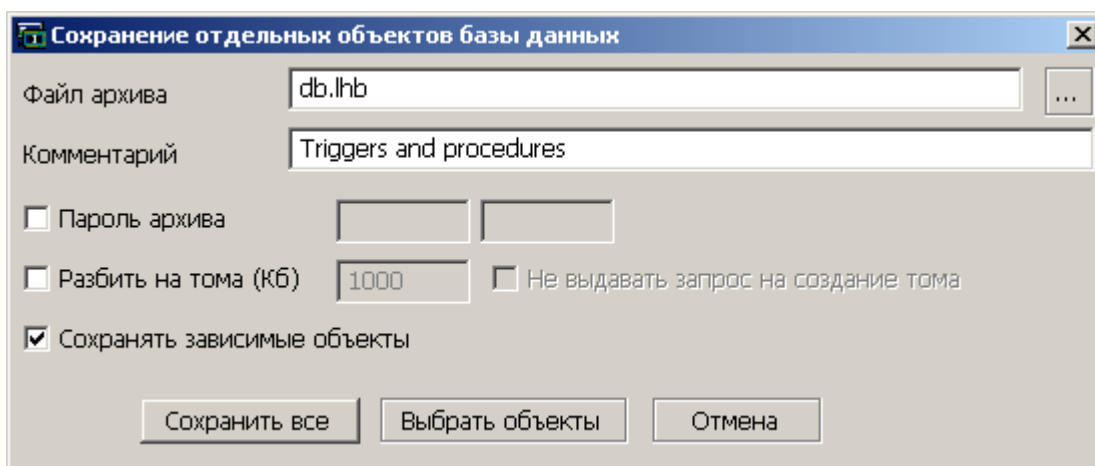 Сохранение отдельных объектов базы данных
Файл архива db.lhb ...
Комментарий Triggers and procedures
Пароль архива
Разбить на тома (Кб) 1000 Не выдавать запрос на создание тома
Сохранять зависимые объекты
Сохранить все Выбрать объекты Отмена